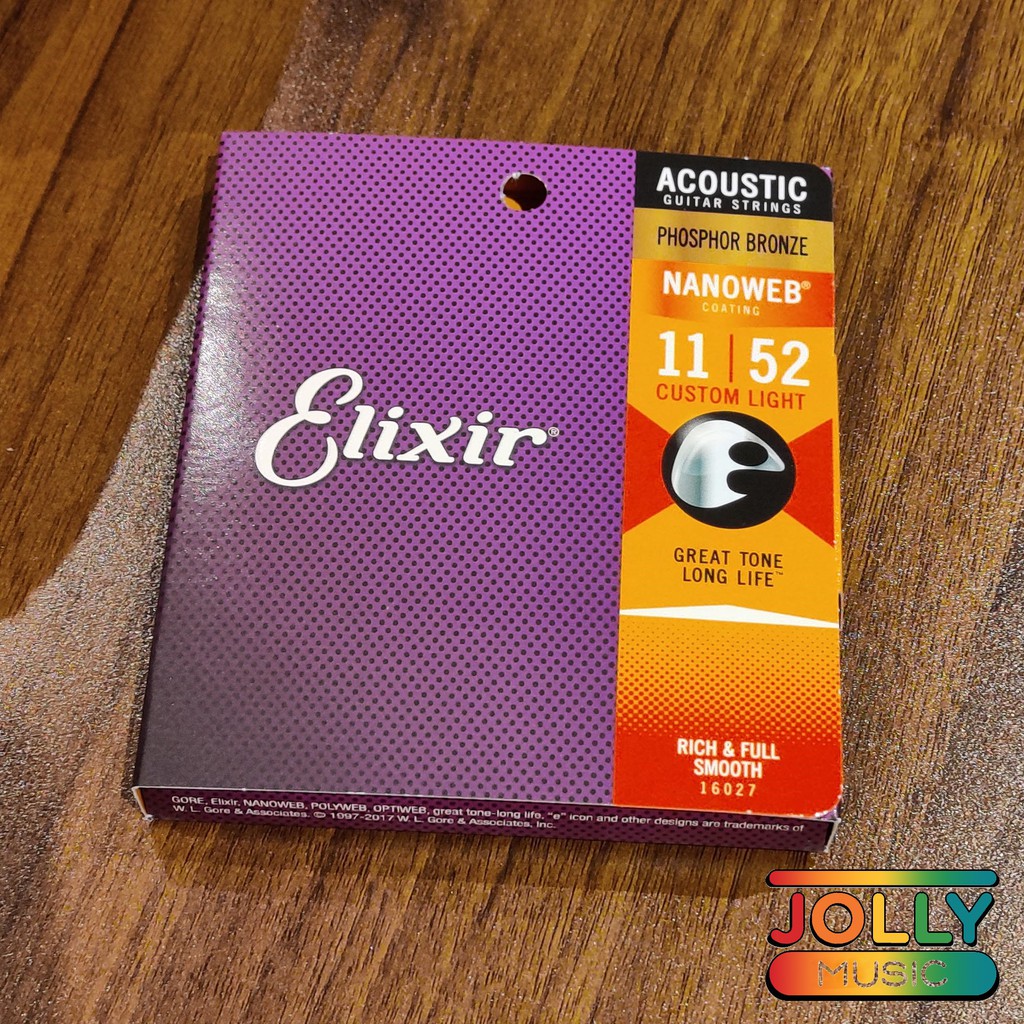 Elixir®
ACOUSTIC
GUITAR STRINGS
PHOSPHOR BRONZE
NANOWEB®
COATING
11 | 52
CUSTOM LIGHT
e
GREAT TONE
LONG LIFE™
RICH & FULL
SMOOTH
16027
GORE, Elixir, NANOWEB, POLYWEB, OPTIWEB, great tone-long life, "e" icon and other designs are trademarks of
W. L. Gore & Associates. © 1997-2017 W. L. Gore & Associates, Inc.
JOLLY
MUSIC